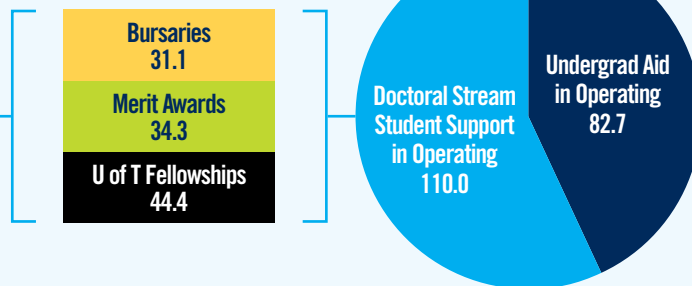 Bursaries
31.1
Merit Awards
34.3
U of T Fellowships
44.4
Doctoral Stream
Student Support
in Operating
110.0
Undergrad Aid
in Operating
82.7